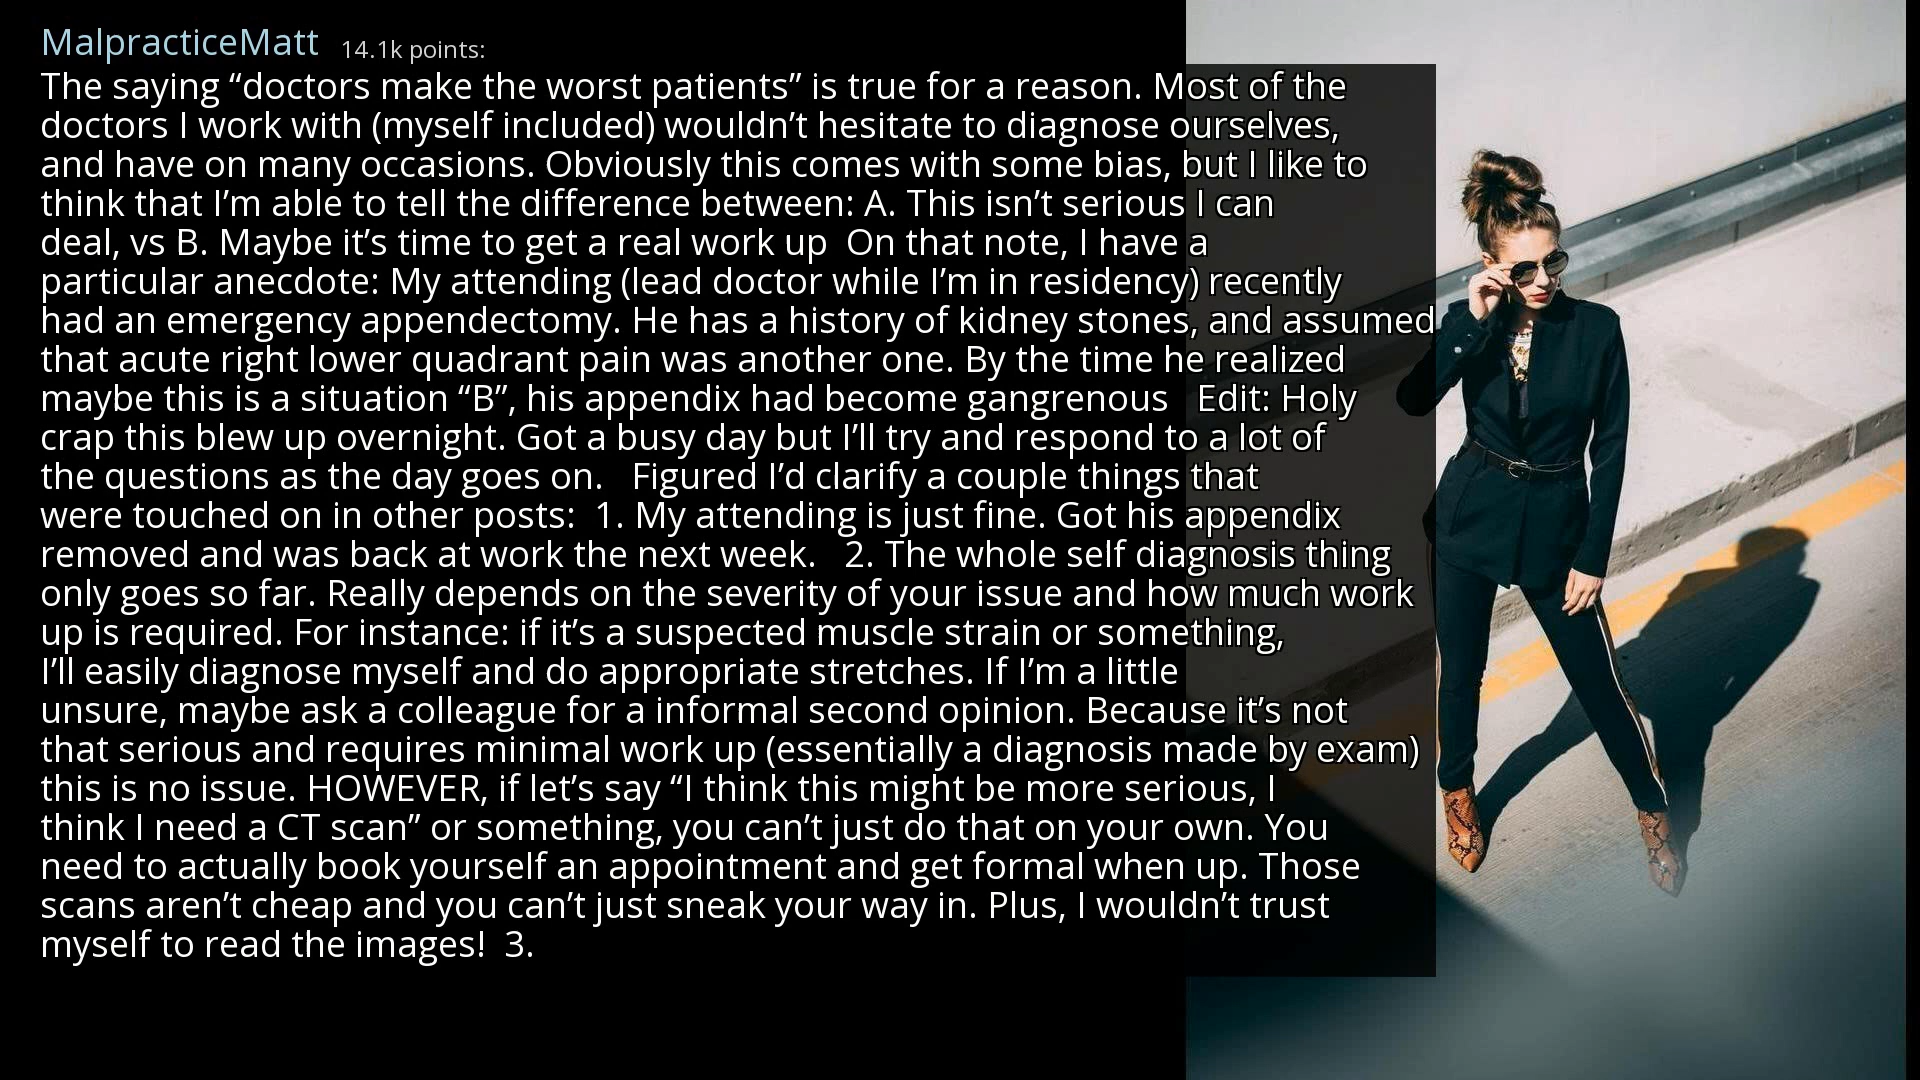 MalpracticeMatt 14.1k points:
The saying “doctors make the worst patients” is true for a reason. Most of the
doctors I work with (myself included) wouldn’t hesitate to diagnose ourselves,
and have on many occasions. Obviously this comes with some bias, but I like to
think that I’m able to tell the difference between: A. This isn’t serious I can
deal, vs B. Maybe it’s time to get a real work up  On that note, I have a
particular anecdote: My attending (lead doctor while I’m in residency) recently
had an emergency appendectomy. He has a history of kidney stones, and assumed
that acute right lower quadrant pain was another one. By the time he realized
maybe this is a situation “B”, his appendix had become gangrenous   Edit: Holy
crap this blew up overnight. Got a busy day but I’ll try and respond to a lot of
the questions as the day goes on.   Figured I’d clarify a couple things that
were touched on in other posts:  1. My attending is just fine. Got his appendix
removed and was back at work the next week.   2. The whole self diagnosis thing
only goes so far. Really depends on the severity of your issue and how much work
up is required. For instance: if it’s a suspected muscle strain or something,
I’ll easily diagnose myself and do appropriate stretches. If I’m a little
unsure, maybe ask a colleague for a informal second opinion. Because it’s not
that serious and requires minimal work up (essentially a diagnosis made by exam)
this is no issue. HOWEVER, if let’s say “I think this might be more serious, I
think I need a CT scan” or something, you can’t just do that on your own. You
need to actually book yourself an appointment and get formal when up. Those
scans aren’t cheap and you can’t just sneak your way in. Plus, I wouldn’t trust
myself to read the images!  3.